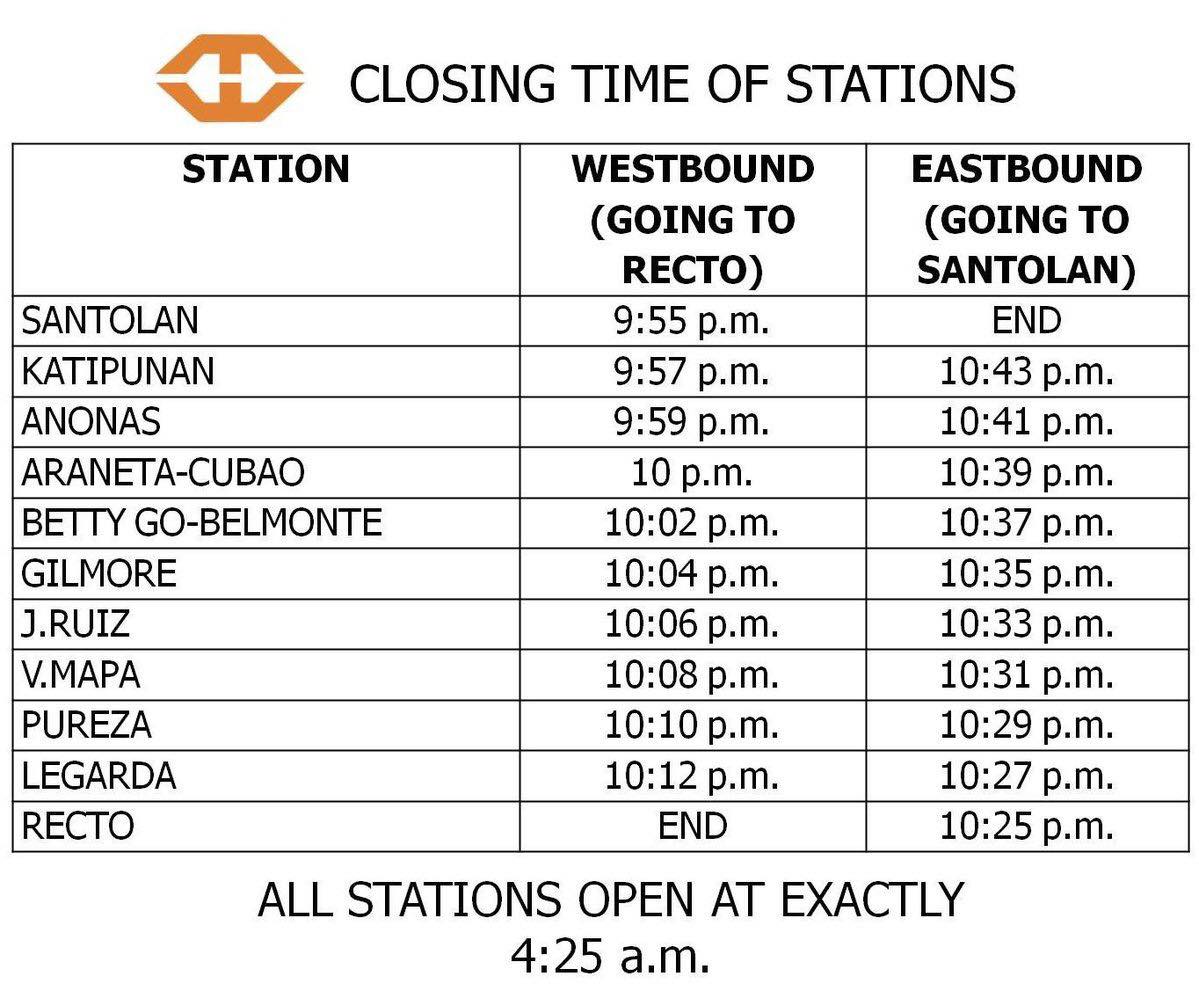 CLOSING TIME OF STATIONS
STATION WESTBOUND (GOING TO RECTO) EASTBOUND (GOING TO SANTOLAN)
SANTOLAN 9:55 p.m. END
KATIPUNAN 9:57 p.m. 10:43 p.m.
ANONAS 9:59 p.m. 10:41 p.m.
ARANETA-CUBAO 10 p.m. 10:39 p.m.
BETTY GO-BELMONTE 10:02 p.m. 10:37 p.m.
GILMORE 10:04 p.m. 10:35 p.m.
J.RUIZ 10:06 p.m. 10:33 p.m.
V.MAPA 10:08 p.m. 10:31 p.m.
PUREZA 10:10 p.m. 10:29 p.m.
LEGARDA 10:12 p.m. 10:27 p.m.
RECTO END 10:25 p.m.
ALL STATIONS OPEN AT EXACTLY
4:25 a.m.